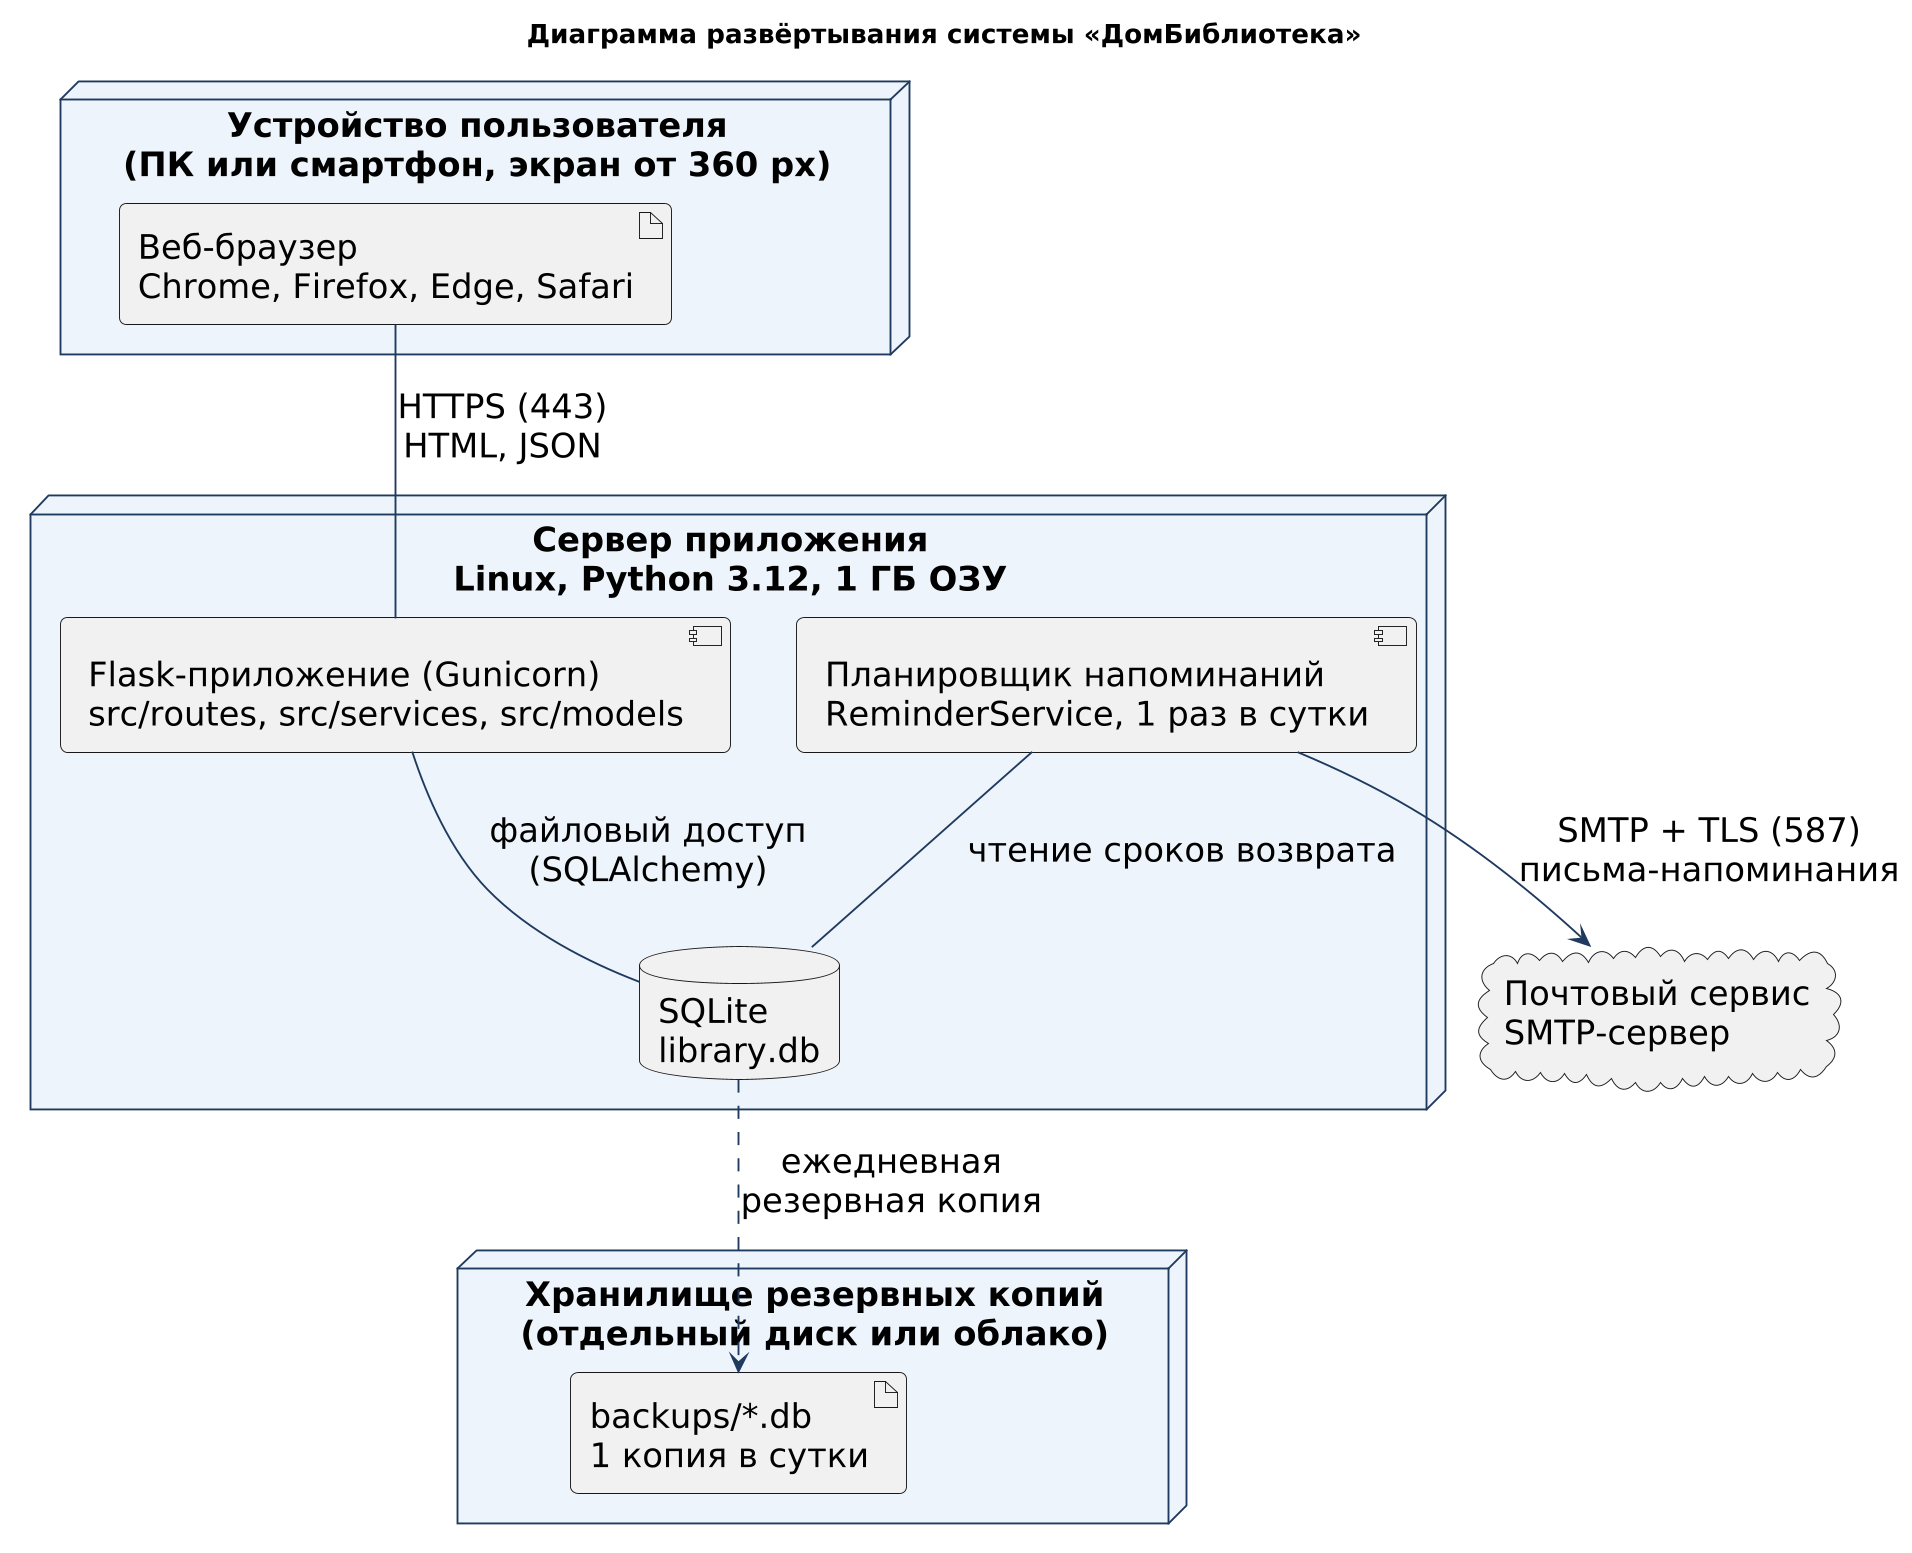 Диаграмма развёртывания системы «ДомБиблиотека»
Устройство пользователя
(ПК или смартфон, экран от 360 px)
Веб-браузер
Chrome, Firefox, Edge, Safari
HTTPS (443)
HTML, JSON
Сервер приложения
Linux, Python 3.12, 1 ГБ ОЗУ
Flask-приложение (Gunicorn)
src/routes, src/services, src/models
Планировщик напоминаний
ReminderService, 1 раз в сутки
файловый доступ
(SQLAlchemy)
чтение сроков возврата
SMTP + TLS (587)
письма-напоминания
SQLite
library.db
Почтовый сервис
SMTP-сервер
ежедневная
резервная копия
Хранилище резервных копий
(отдельный диск или облако)
backups/*.db
1 копия в сутки